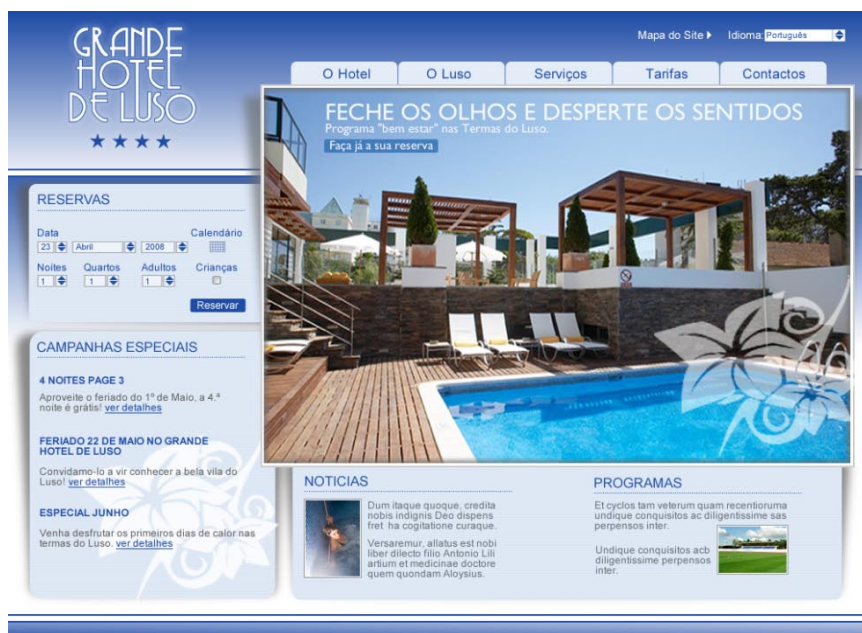 GRANDE
HOTEL
DE LUSO
Mapa do Site
Idioma: Português
O Hotel
O Luso
Serviços
Tarifas
Contactos
FECHE OS OLHOS E DESPERTE OS SENTIDOS
Programa "bem estar" nas Termas do Luso.
Faça já a sua reserva
RESERVAS
Data
Calendário
23 Abril 2008
Noites Quartos Adultos Crianças
1 1 1
Reservar
CAMPANHAS ESPECIAIS
4 NOITES PAGE 3
Aproveite o feriado do 1º de Maio, a 4.ª
noite é grátis! ver detalhes
FERIADO 22 DE MAIO NO GRANDE
HOTEL DE LUSO
Convidamo-lo a vir conhecer a bela vila do
Luso! ver detalhes
ESPECIAL JUNHO
Venha desfrutar os primeiros dias de calor nas
termas do Luso. ver detalhes
NOTICIAS
Dum itaque quoque, credita
nobis indignis Deo dispens
fret ha cogitatione curaque.
Versaremur, allatus est nobi
liber dilecto filio Antonio Lili
artium et medicinae doctore
quem quondam Aloysius.
PROGRAMAS
Et cyclos tam veterum quam recentioruma
undique conquisitos ac diligentissime sas
perpensos inter.
Undique conquisitos acb
diligentissime perpensos
inter.